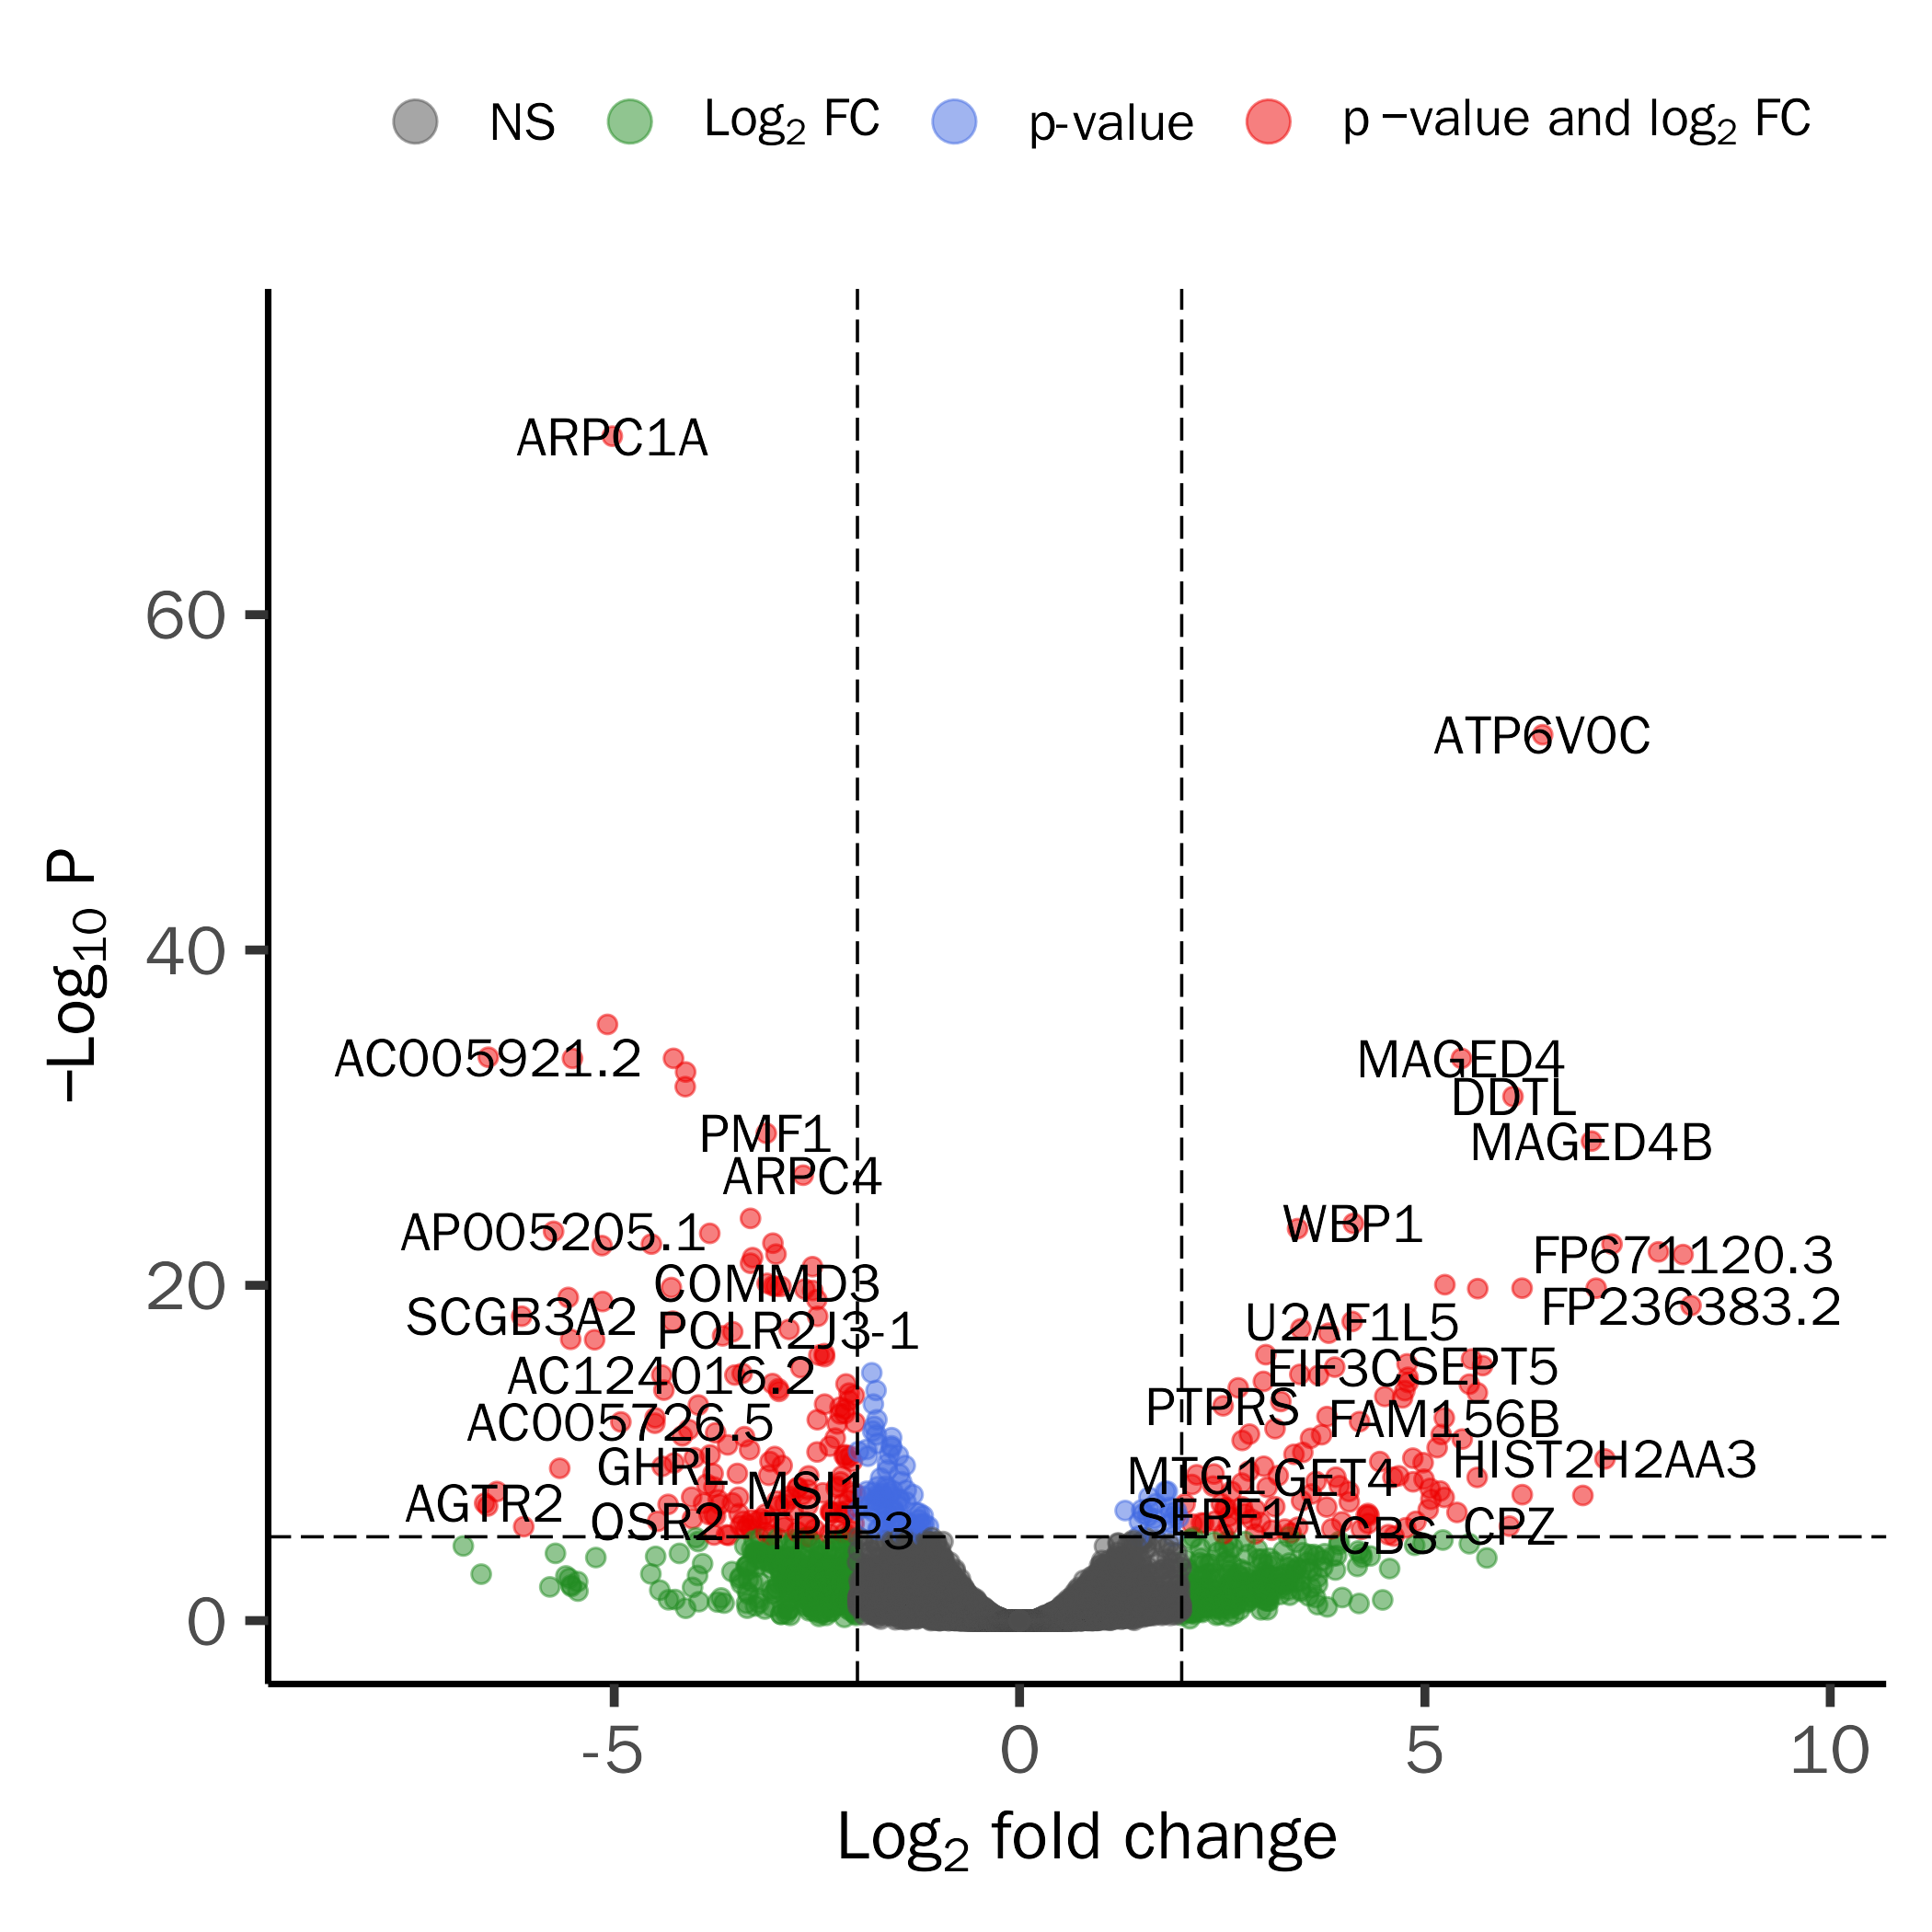 NS Log2 FC p-value p −value and log2 FC
ARPC1A
60
ATP6V0C
−Log10 P
40
AC005921.2
MAGED4
DDTL
PMF1
MAGED4B
ARPC4
AP005205.1
WBP1
FP671120.3
20
COMMD3
FP236383.2
SCGB3A2
POLR2J3-1
U2AF1L5
AC124016.2
EIF3C
SEPT5
PTPRS
AC005726.5
FAM156B
GHRL
HIST2H2AA3
MTG1
GET4
MSI1
AGTR2
OSR2
SERF1A
TPPP3
CBS
CPZ
0
-5 0 5 10
Log2 fold change